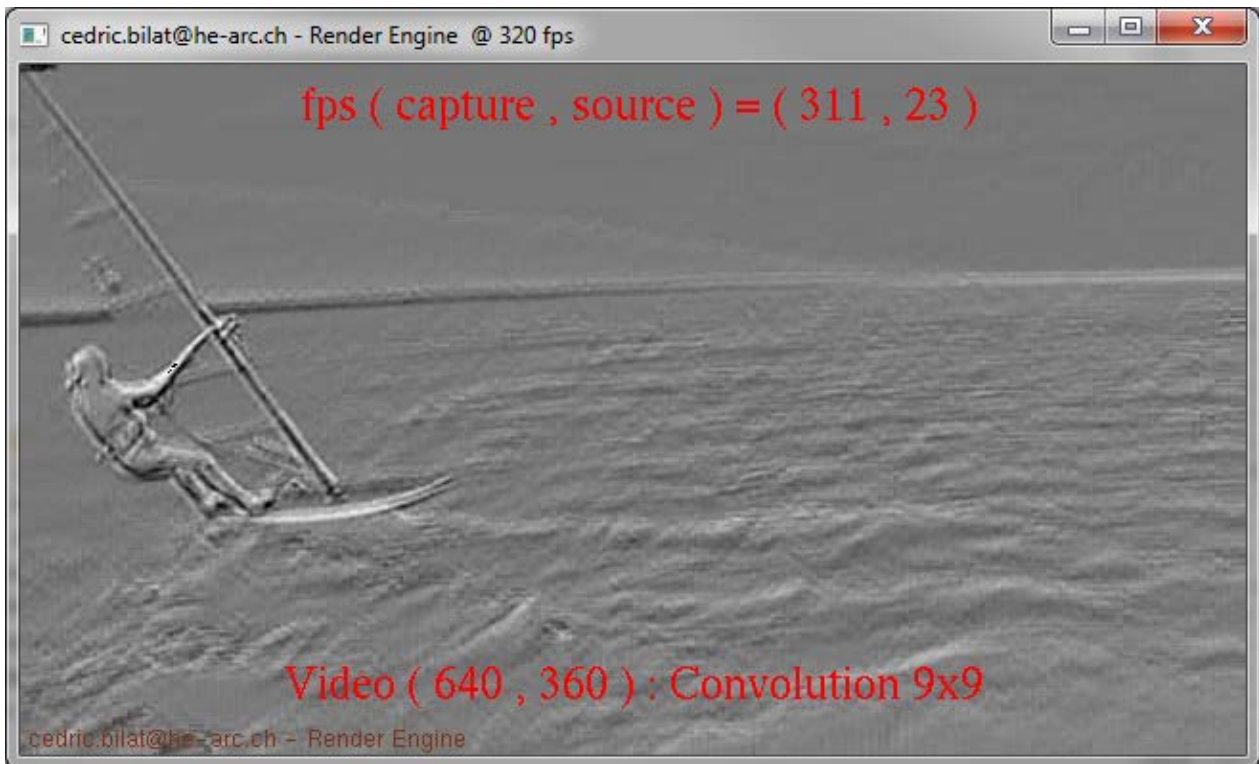 cedric.bilat@he-arc.ch - Render Engine @ 320 fps
fps ( capture , source ) = ( 311 , 23 )
Video ( 640 , 360 ) : Convolution 9x9
cedric.bilat@he-arc.ch - Render Engine